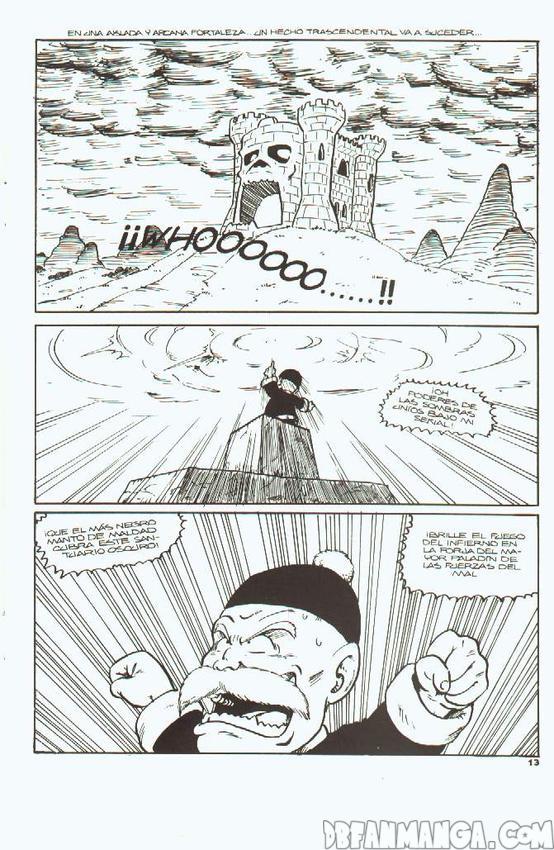 EN UNA AISLADA Y ARCANA FORTALEZA... UN HECHO TRASCENDENTAL VA A SUCEDER...
¡¡WHOOOOOO......!!
¡OH
PODERES DE
LAS SOMBRAS
UNÍOS BAJO MI
SEÑAL!
¡QUE EL MÁS NEGRO
MANTO DE MALDAD
CUBRA ESTE SAN-
TUARIO OSCURO!
¡BRILLE EL FUEGO
DEL INFIERNO EN
LA FORJA DEL MA-
YOR PALADIN DE
LAS FUERZAS DEL
MAL
13
DBFANMANGA.COM